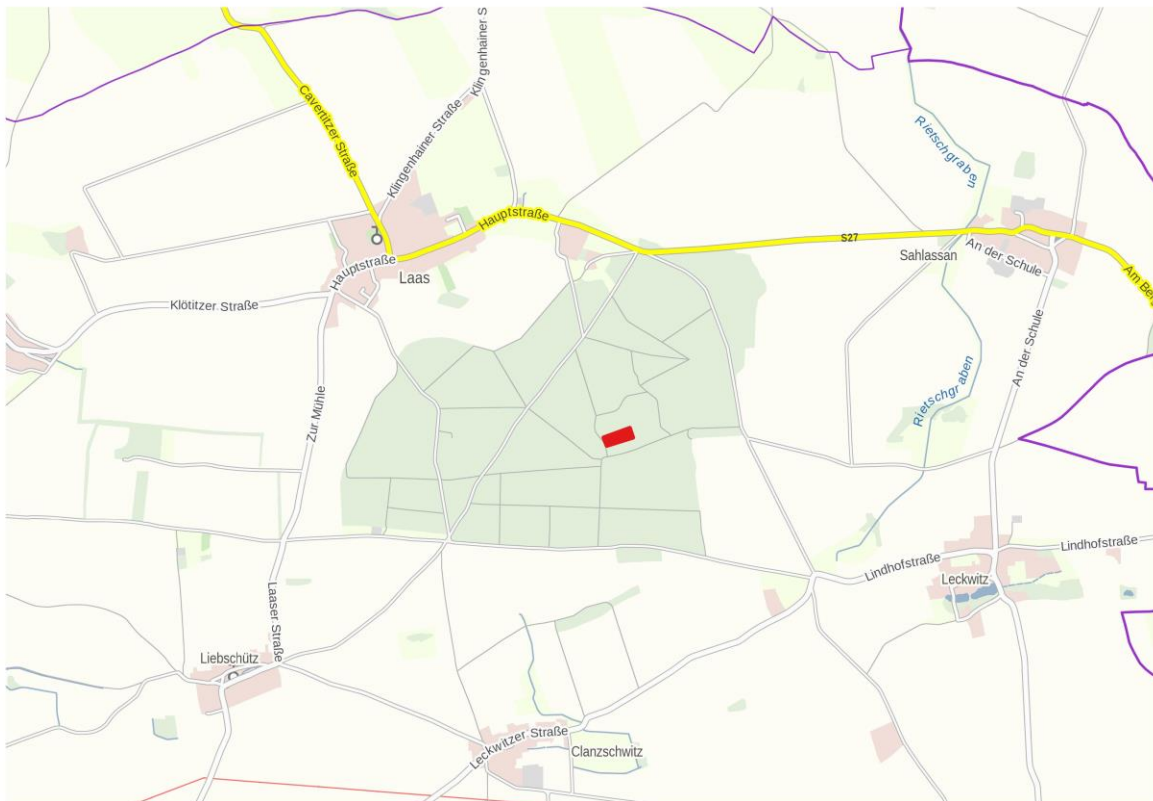 Klingenhainer S
Cavertitzer Straße
Klingenhainer Straße
Rietschgraben
Hauptstraße
S27
Sahlassan
An der Schule
Hauptstraße
Laas
Am Ber
Klötitzer Straße
An der Schule
Rietschgraben
Zur Mühle
Lindhofstraße
Lindhofstraße
Leckwitz
Laaser Straße
Liebschütz
Leckwitzer Straße
Clanzschwitz